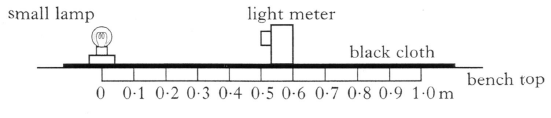 small lamp
light meter
black cloth
bench top
0 0·1 0·2 0·3 0·4 0·5 0·6 0·7 0·8 0·9 1·0 m